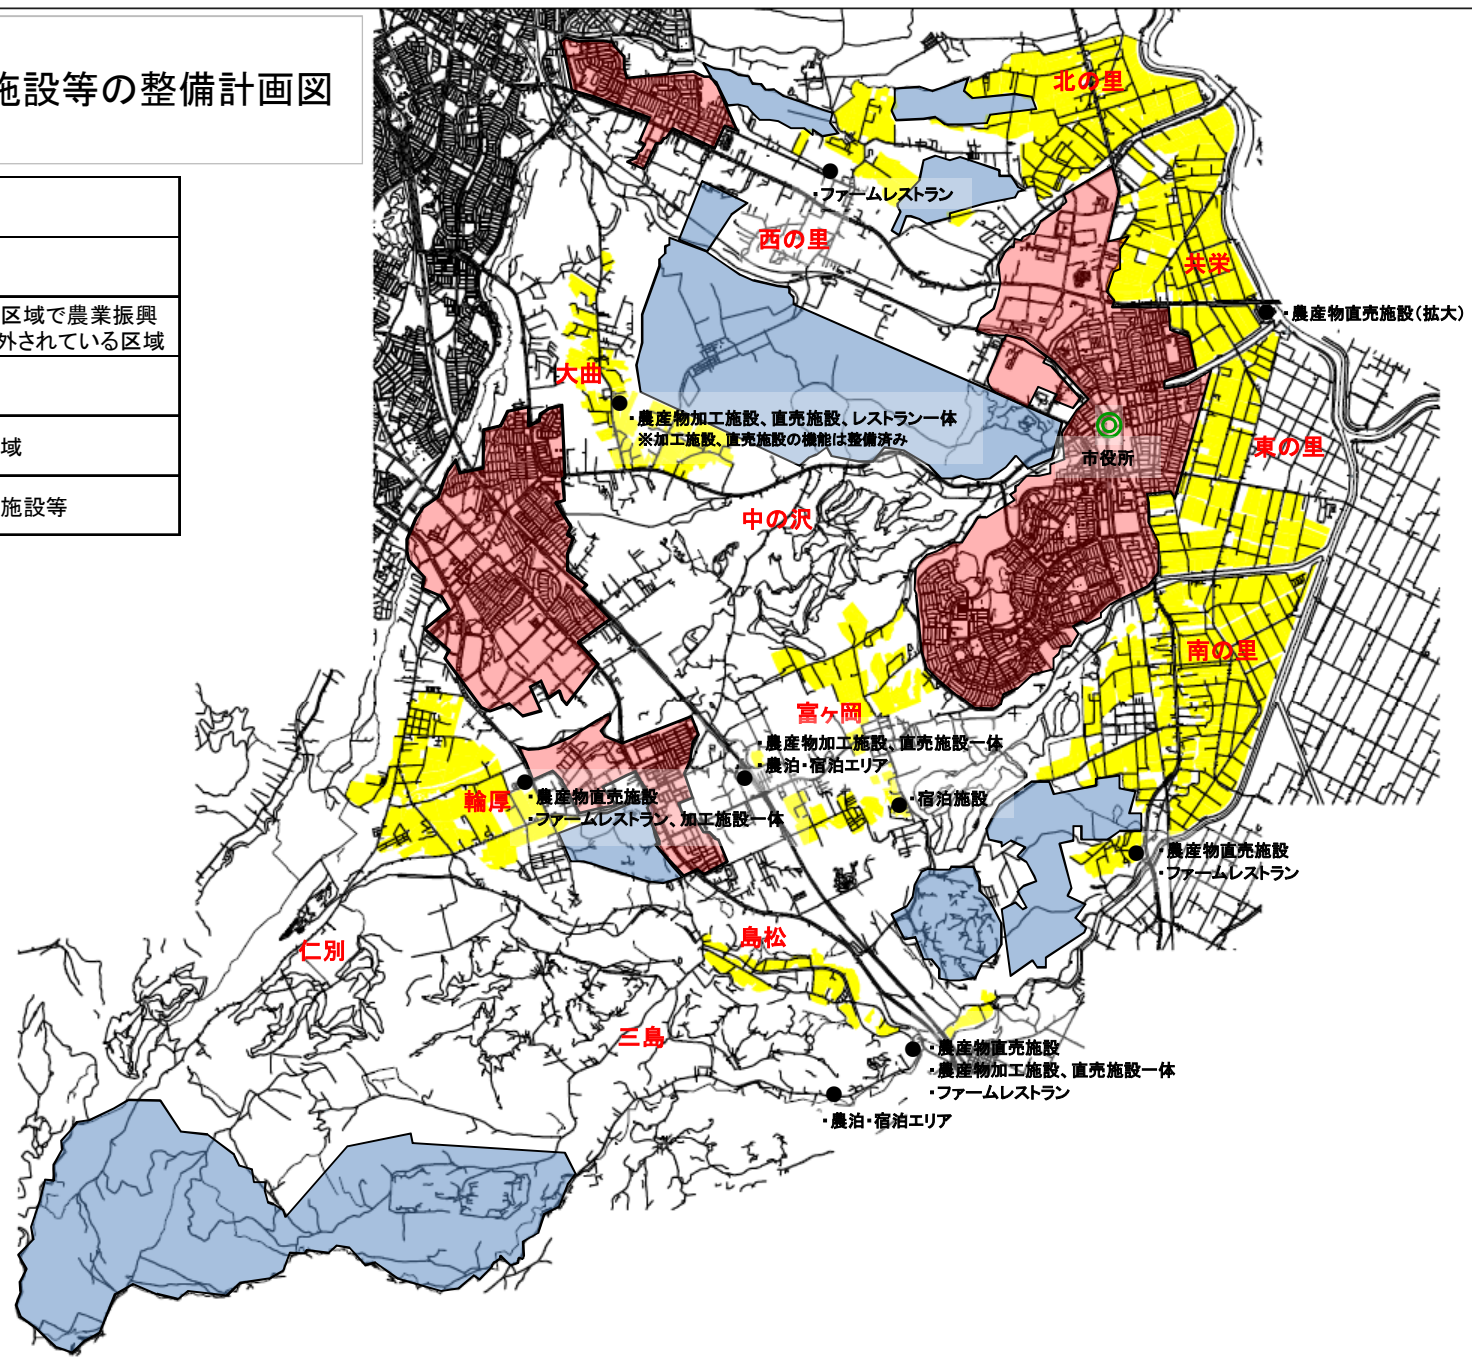 施設等の整備計画図
区域で農業振興
外されている区域
域
施設等
北の里
・ファームレストラン
西の里
共栄
・農産物直売施設（拡大）
大曲
・農産物加工施設、直売施設、レストラン一体
※加工施設、直売施設の機能は整備済み
市役所
東の里
中の沢
南の里
富ヶ岡
・農産物加工施設、直売施設一体
・農泊・宿泊エリア
輪厚
・農産物直売施設
・ファームレストラン、加工施設一体
・宿泊施設
・農産物直売施設
・ファームレストラン
仁別
島松
三島
・農産物直売施設
・農産物加工施設、直売施設一体
・ファームレストラン
・農泊・宿泊エリア